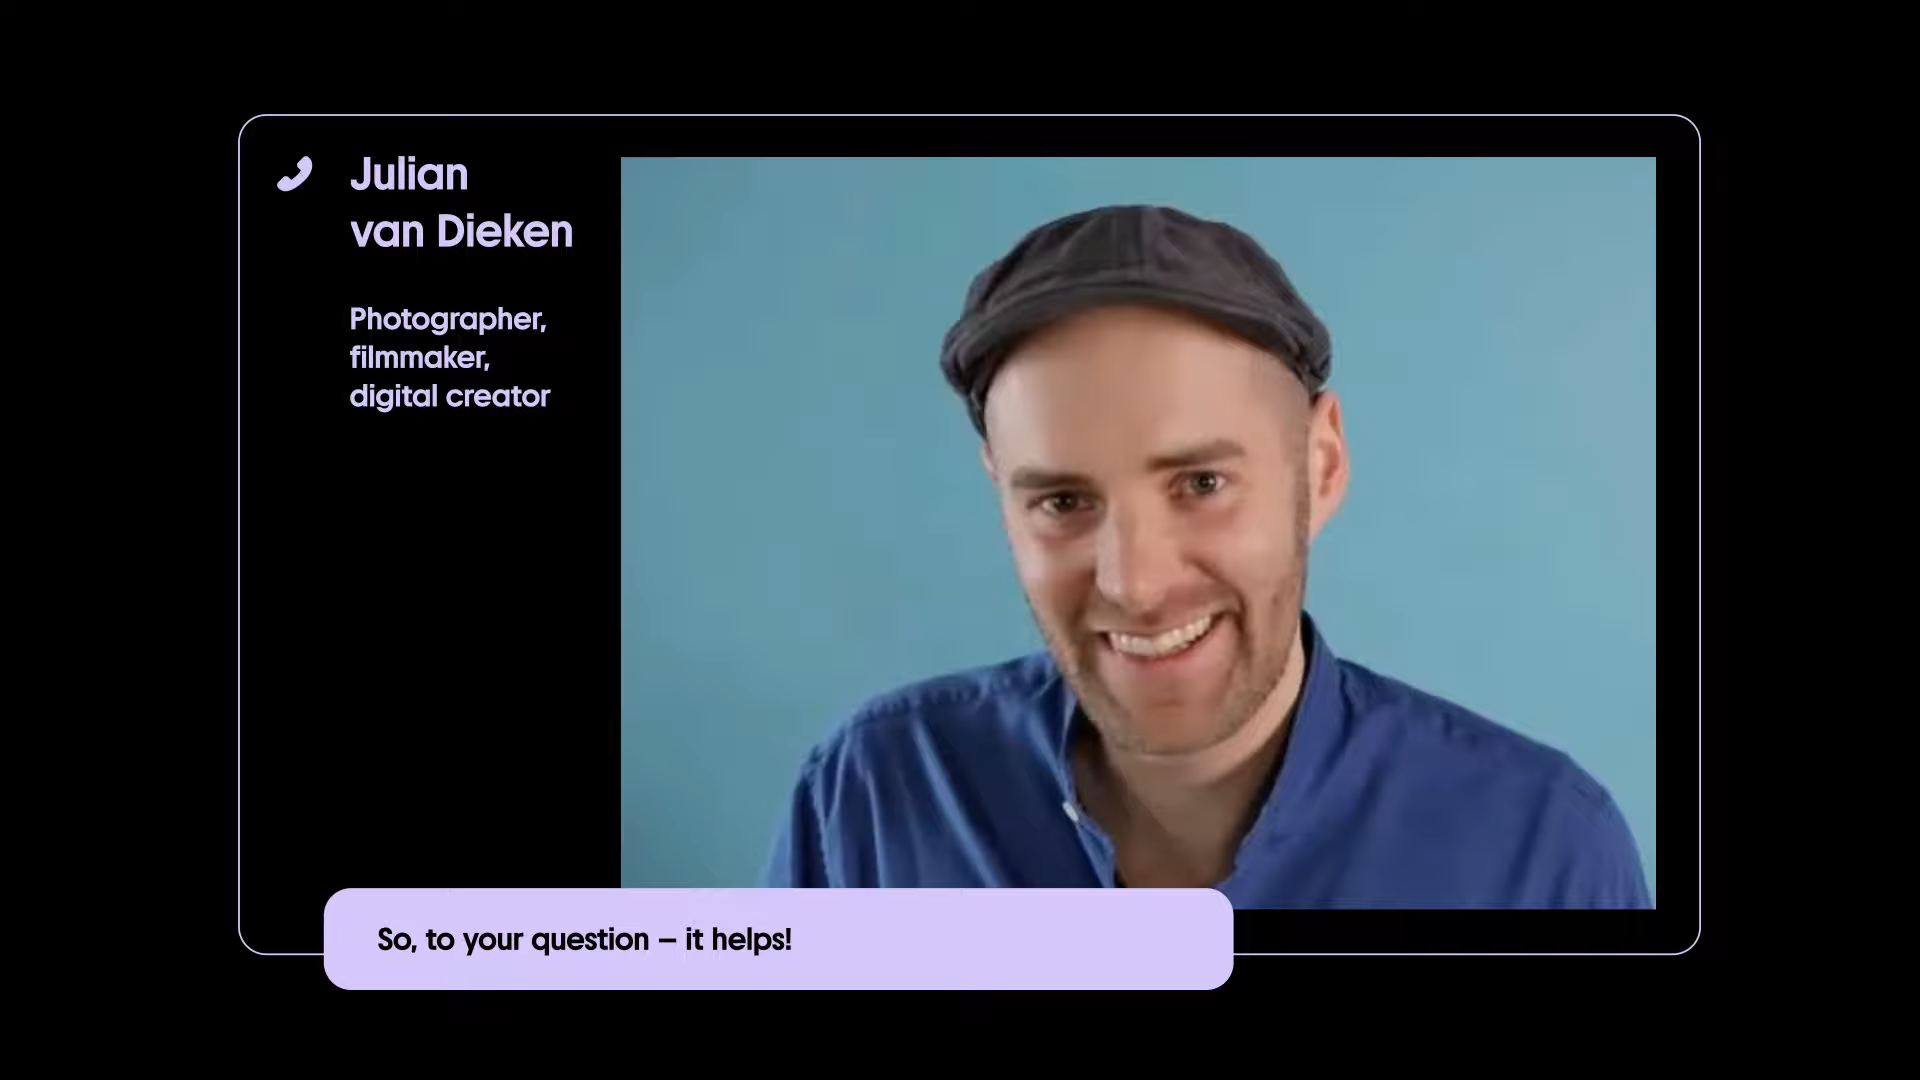 Julian
van Dieken
Photographer,
filmmaker,
digital creator
So, to your question – it helps!